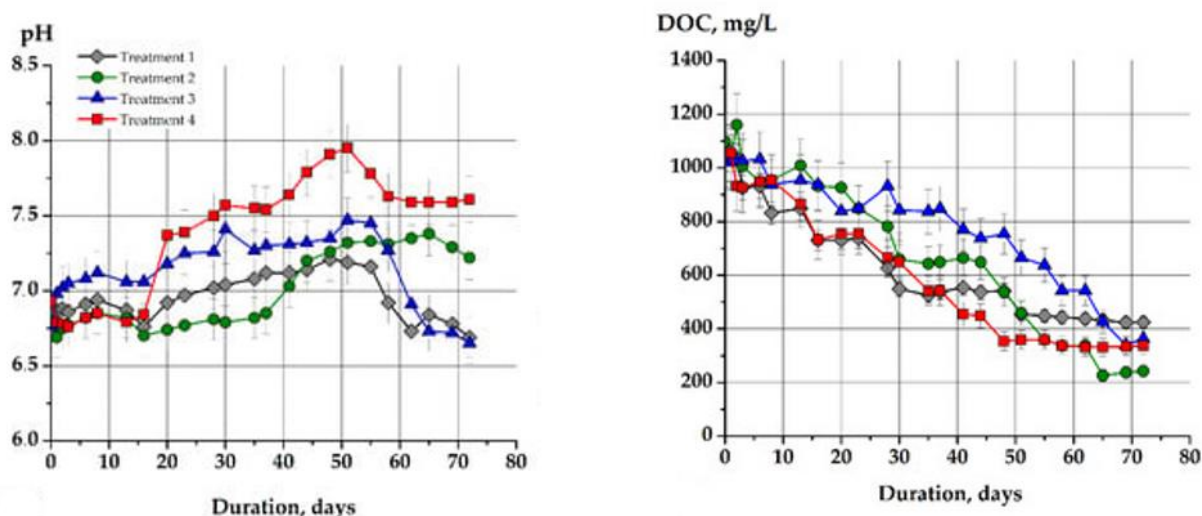 pH
8.5
8.0
7.5
7.0
6.5
6.0
Treatment 1
Treatment 2
Treatment 3
Treatment 4
0 10 20 30 40 50 60 70 80
Duration, days
DOC, mg/L
1400
1200
1000
800
600
400
200
0
0 10 20 30 40 50 60 70 80
Duration, days